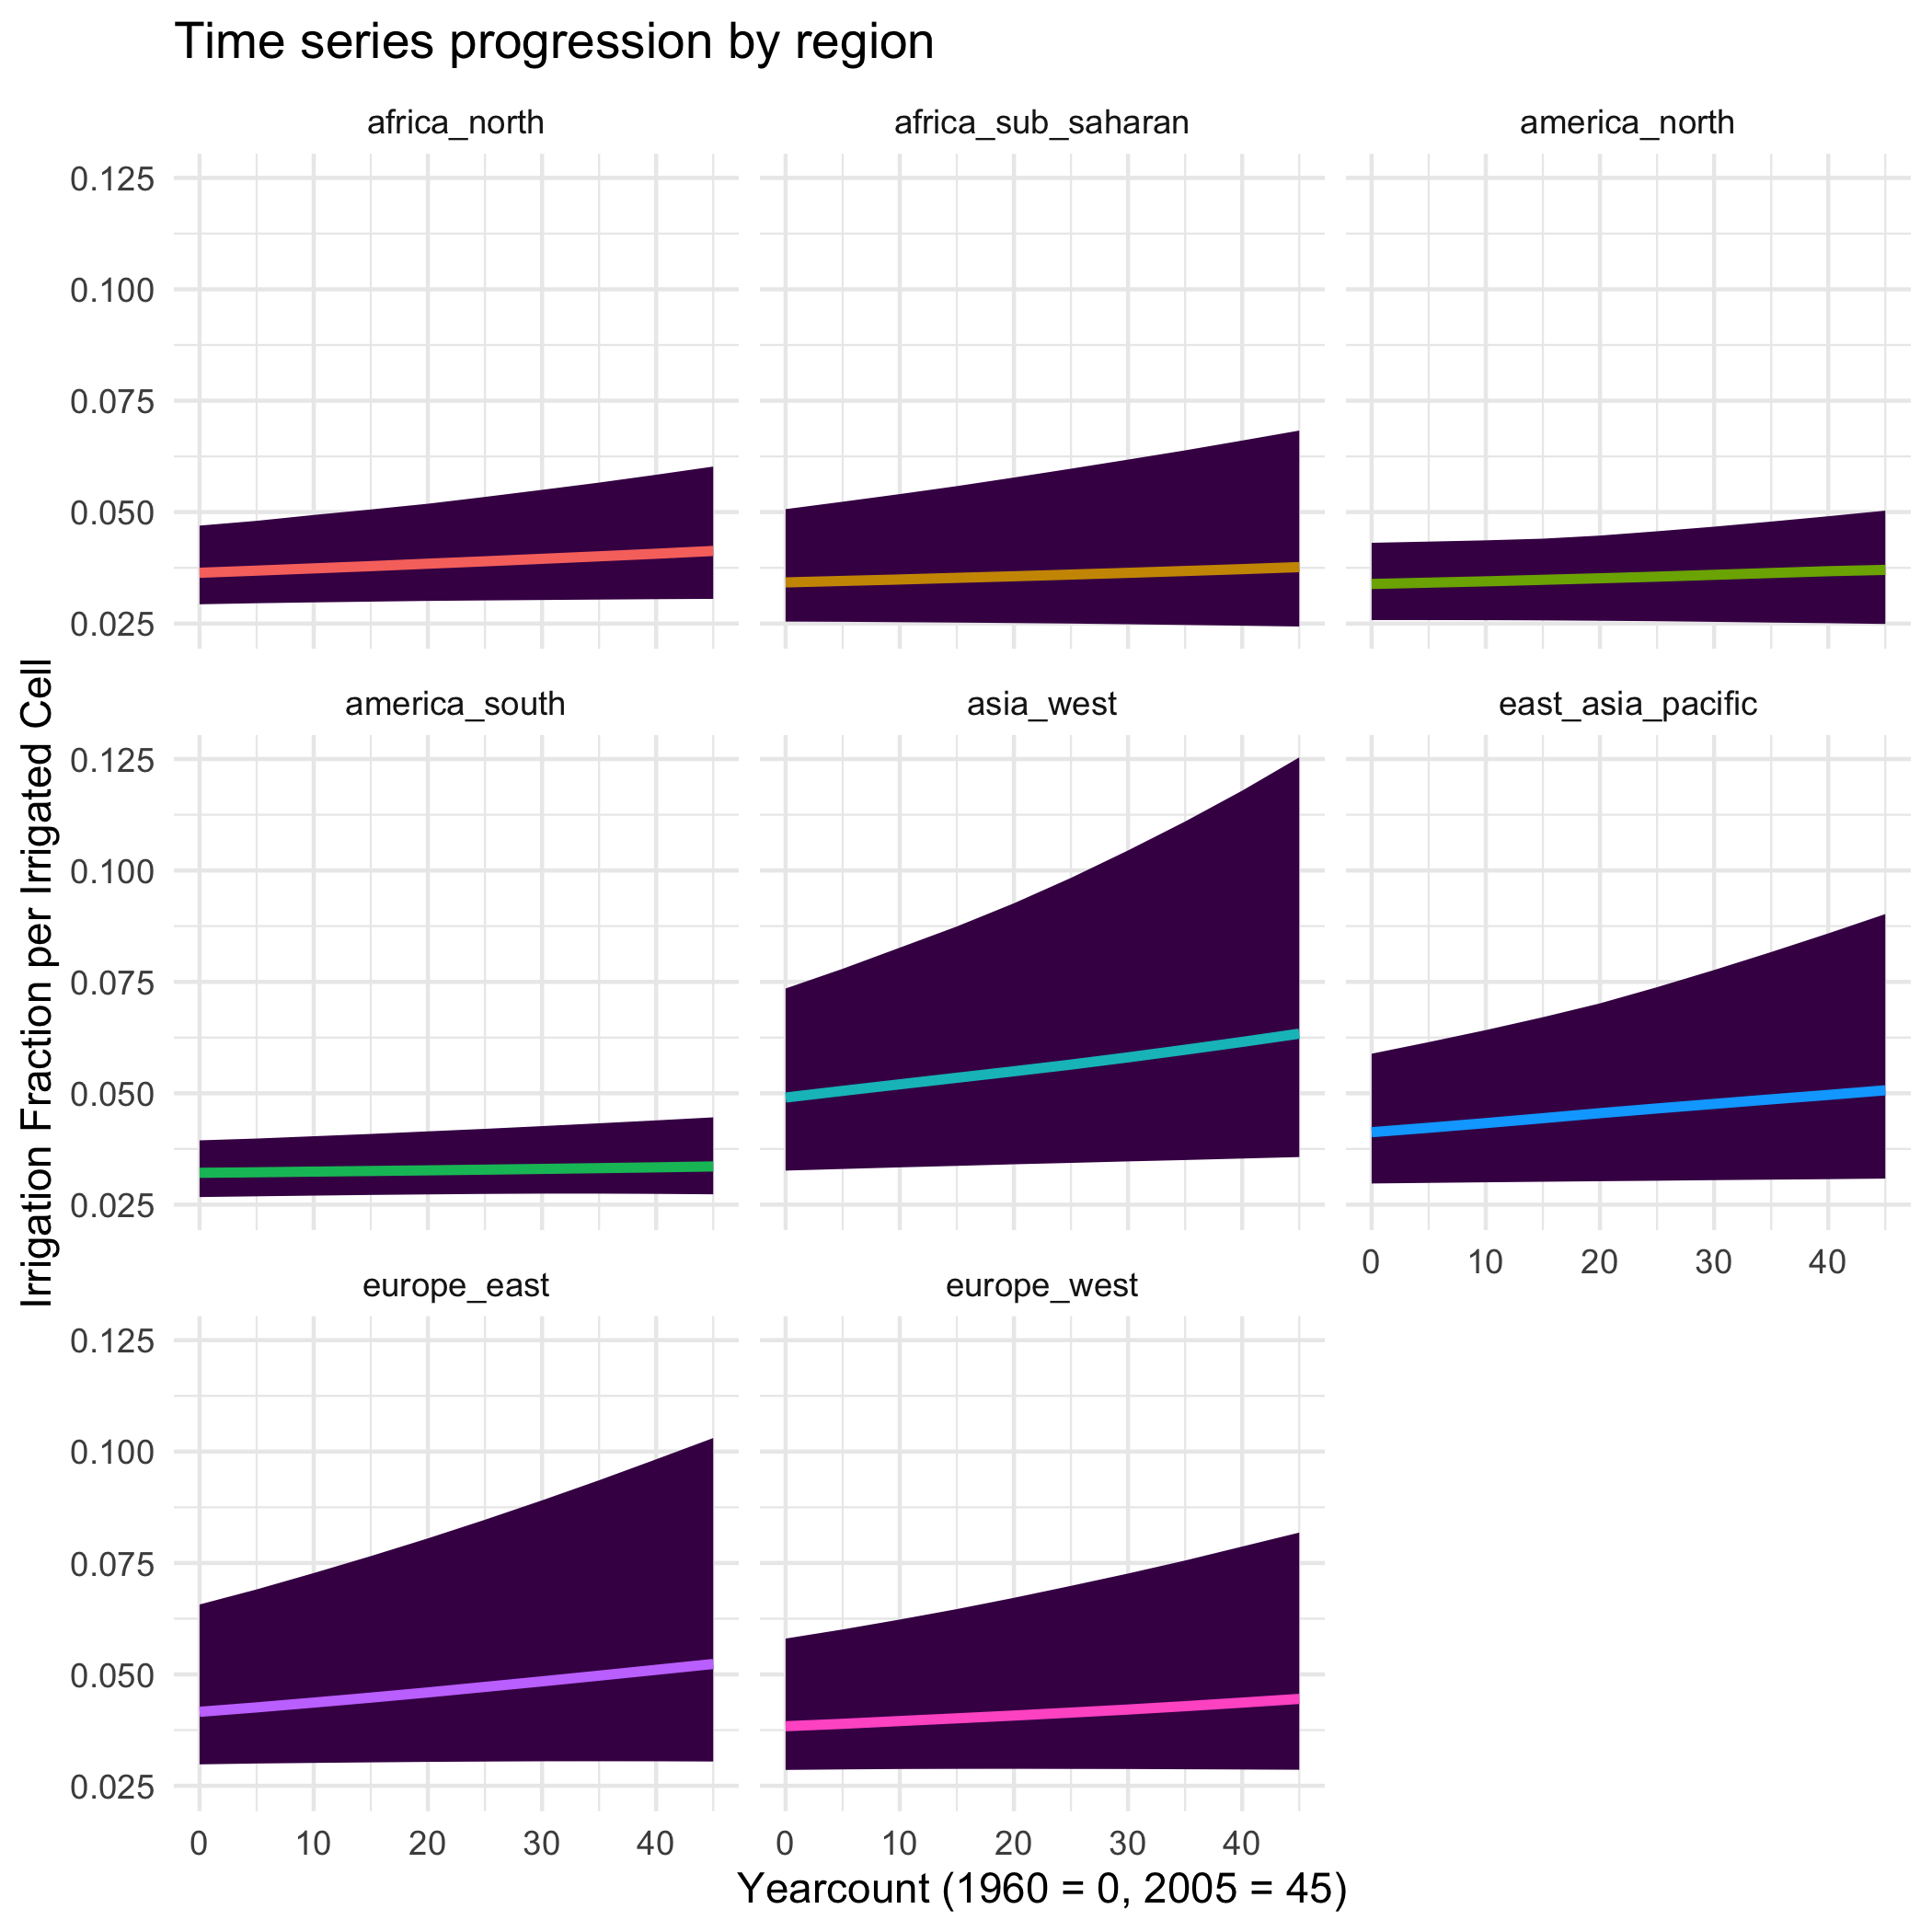 Time series progression by region
africa_north
africa_sub_saharan
america_north
0.125
0.100
0.075
0.050
0.025
america_south
asia_west
east_asia_pacific
0.125
0.100
0.075
0.050
0.025
0 10 20 30 40
europe_east
europe_west
0.125
0.100
0.075
0.050
0.025
0 10 20 30 40
0 10 20 30 40
Yearcount (1960 = 0, 2005 = 45)
Irrigation Fraction per Irrigated Cell